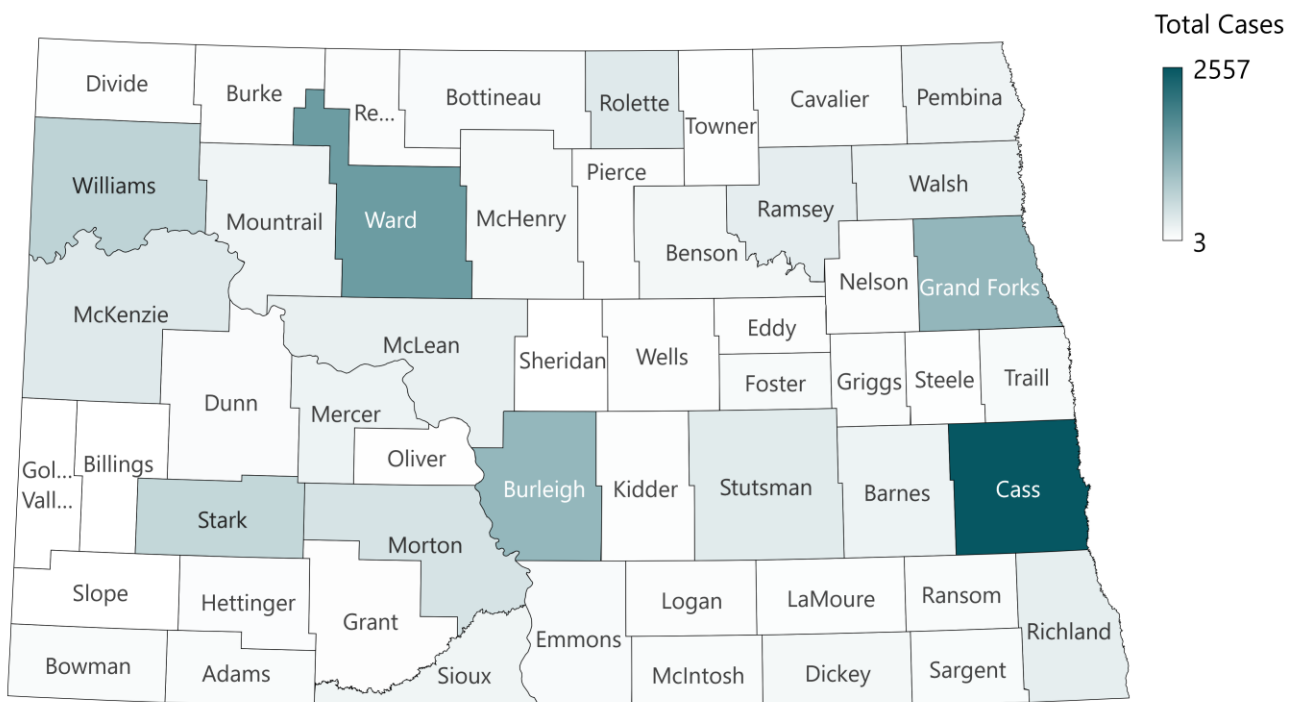 Total Cases
2557
3
Divide
Burke
Re...
Bottineau
Rolette
Towner
Cavalier
Pembina
Williams
Mountrail
Ward
McHenry
Pierce
Benson
Ramsey
Walsh
Nelson
Grand Forks
McKenzie
McLean
Sheridan
Wells
Eddy
Foster
Griggs
Steele
Traill
Dunn
Mercer
Oliver
Gol...
Vall...
Billings
Stark
Morton
Burleigh
Kidder
Stutsman
Barnes
Cass
Slope
Hettinger
Grant
Emmons
Logan
LaMoure
Ransom
Richland
Bowman
Adams
Sioux
McIntosh
Dickey
Sargent